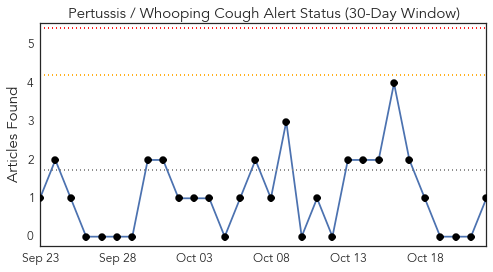 Pertussis / Whooping Cough Alert Status (30-Day Window)
Articles Found
5
4
3
2
1
0
Sep 23 Sep 28 Oct 03 Oct 08 Oct 13 Oct 18